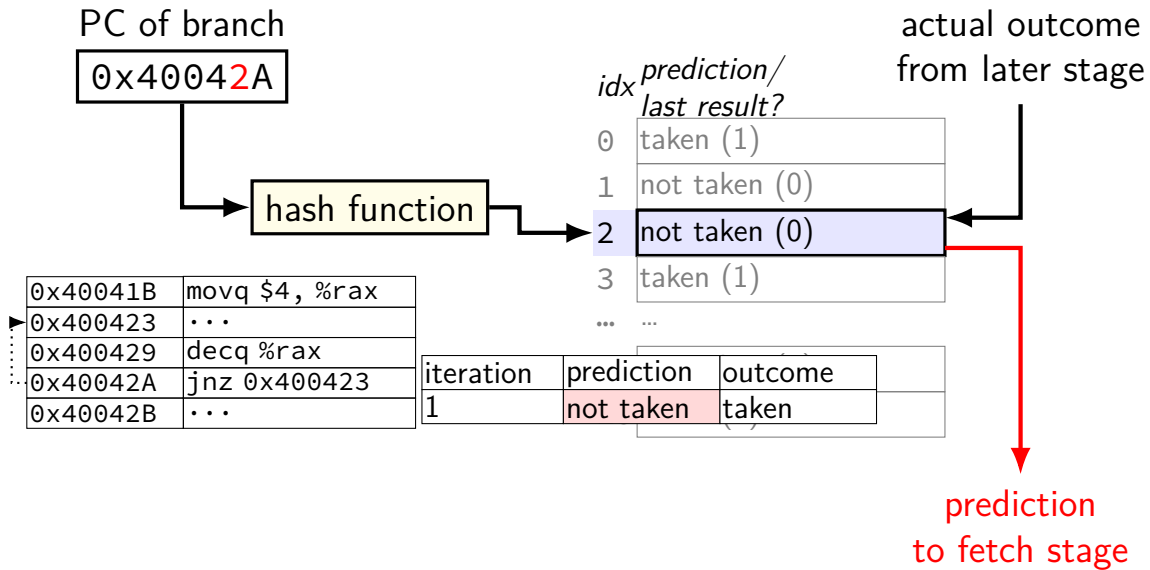 PC of branch
0x40042A
hash function
idx
prediction/
last result?
0 taken (1)
1 not taken (0)
2 not taken (0)
3 taken (1)
... ...
actual outcome
from later stage
prediction
to fetch stage
0x40041B movq $4, %rax
0x400423 ...
0x400429 decq %rax
0x40042A jnz 0x400423
0x40042B ...
iteration prediction outcome
1 not taken taken